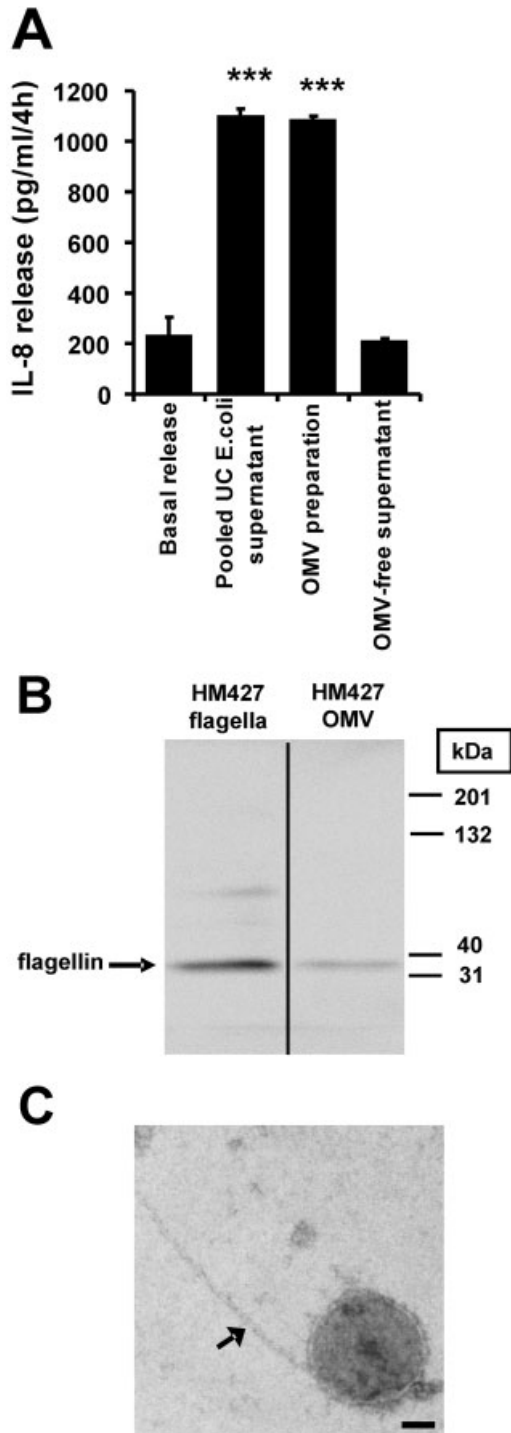 A
IL-8 release (pg/ml/4h)
1200
1000
800
600
400
200
0
***
***
Basal release
Pooled UC E.coli
supernatant
OMV preparation
OMV-free supernatant
B
HM427
flagella
HM427
OMV
kDa
201
132
40
31
flagellin
C